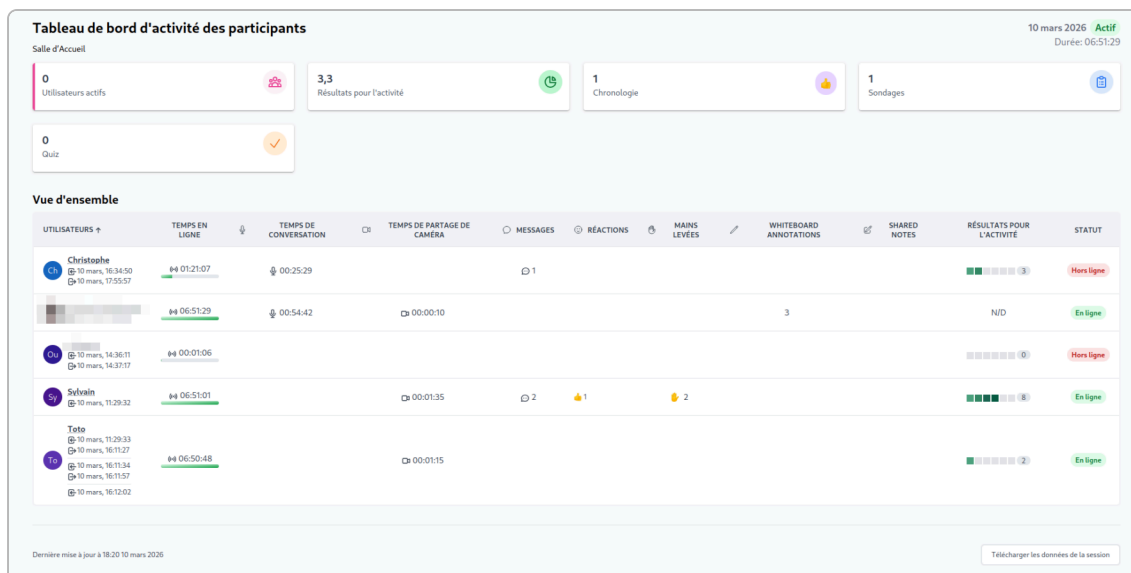 Tableau de bord d'activité des participants
10 mars 2026 Actif
Salle d'Accueil
Durée: 06:51:29
0
Utilisateurs actifs
3,3
Résultats pour l'activité
1
Chronologie
1
Sondages
0
Quiz
Vue d'ensemble
UTILISATEURS TEMPS EN LIGNE TEMPS DE CONVERSATION TEMPS DE PARTAGE DE CAMÉRA MESSAGES RÉACTIONS MAINS LEVÉES WHITEBOARD ANNOTATIONS SHARED NOTES RÉSULTATS POUR L'ACTIVITÉ STATUT
Ch Christophe
10 mars, 16:34:50
10 mars, 17:55:57
01:21:07 00:25:29 1 3 Hors ligne
06:51:29 00:54:42 00:00:10 3 N/D En ligne
Ou 10 mars, 14:36:11
10 mars, 14:37:17
00:01:06 0 Hors ligne
Sy Sylvain
10 mars, 11:29:32
06:51:01 00:01:35 2 1 2 8 En ligne
To Toto
10 mars, 11:29:33
10 mars, 16:11:27
10 mars, 16:11:34
10 mars, 16:11:57
10 mars, 16:12:02
06:50:48 00:01:15 2 En ligne
Dernière mise à jour à 18:20 10 mars 2026
Télécharger les données de la session